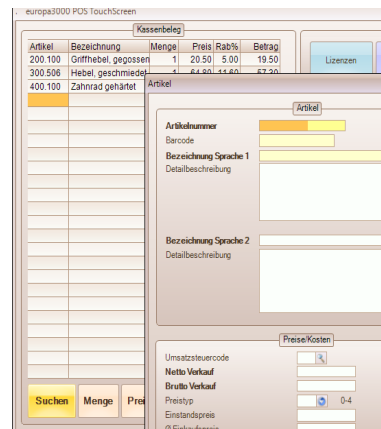 europa3000 POS TouchScreen
Kassenbeleg
Artikel Bezeichnung Menge Preis Rab% Betrag
200.100 Griffhebel, gegossen 1 20.50 5.00 19.50
300.506 Hebel, geschmiedet 1 64.80 11.60 57.30
400.100 Zahnrad gehärtet
Lizenzen
Artikel
Artikel
Artikelnummer
Barcode
Bezeichnung Sprache 1
Detailbeschreibung
Bezeichnung Sprache 2
Detailbeschreibung
Preise/Kosten
Umsatzsteuercode
Netto Verkauf
Brutto Verkauf
Preistyp 0-4
Einstandspreis
Suchen Menge